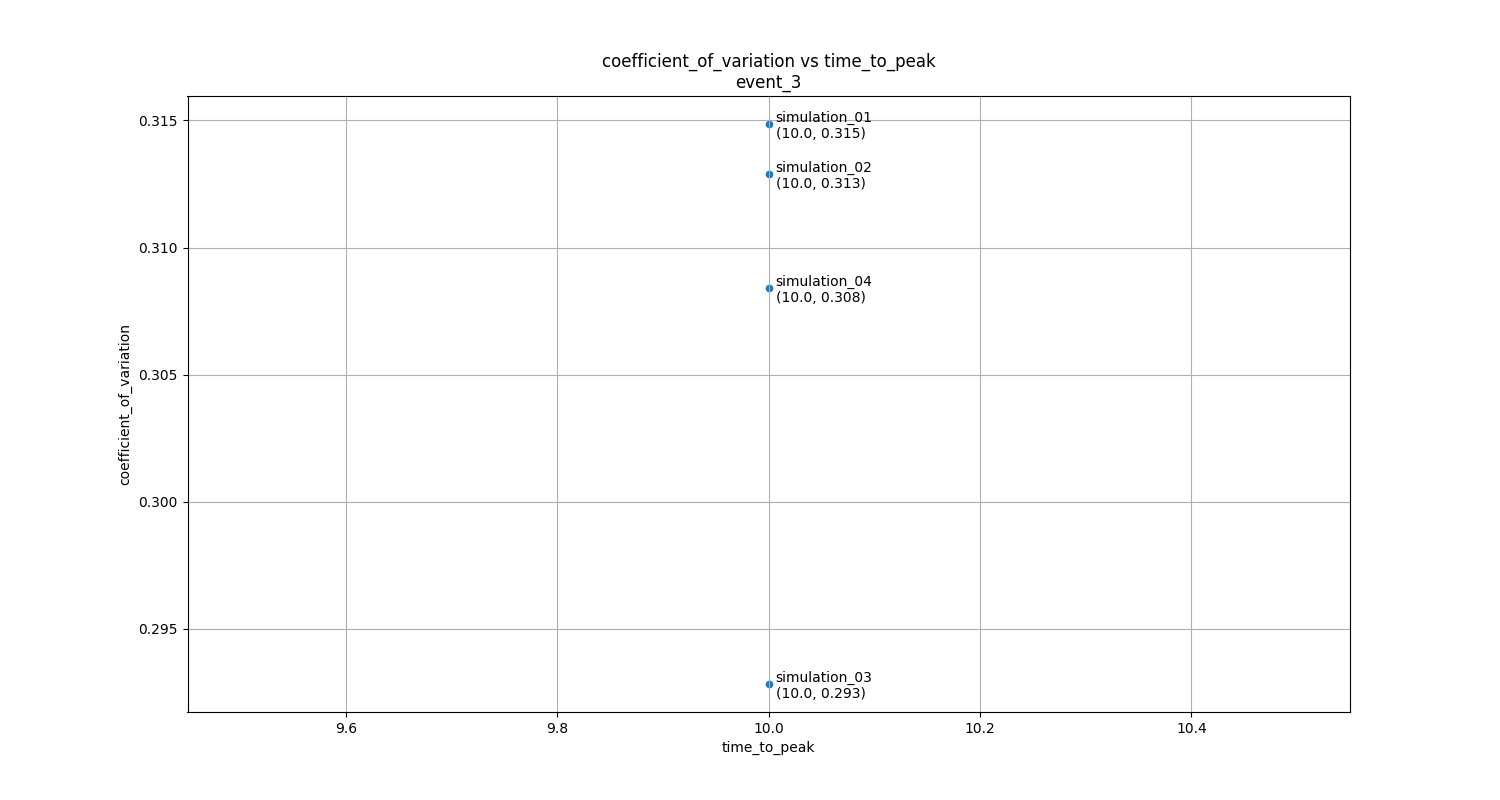 coefficient_of_variation vs time_to_peak
event_3
0.315
0.310
0.305
0.300
0.295
coefficient_of_variation
simulation_01
(10.0, 0.315)
simulation_02
(10.0, 0.313)
simulation_04
(10.0, 0.308)
simulation_03
(10.0, 0.293)
9.6
9.8
10.0
10.2
10.4
time_to_peak